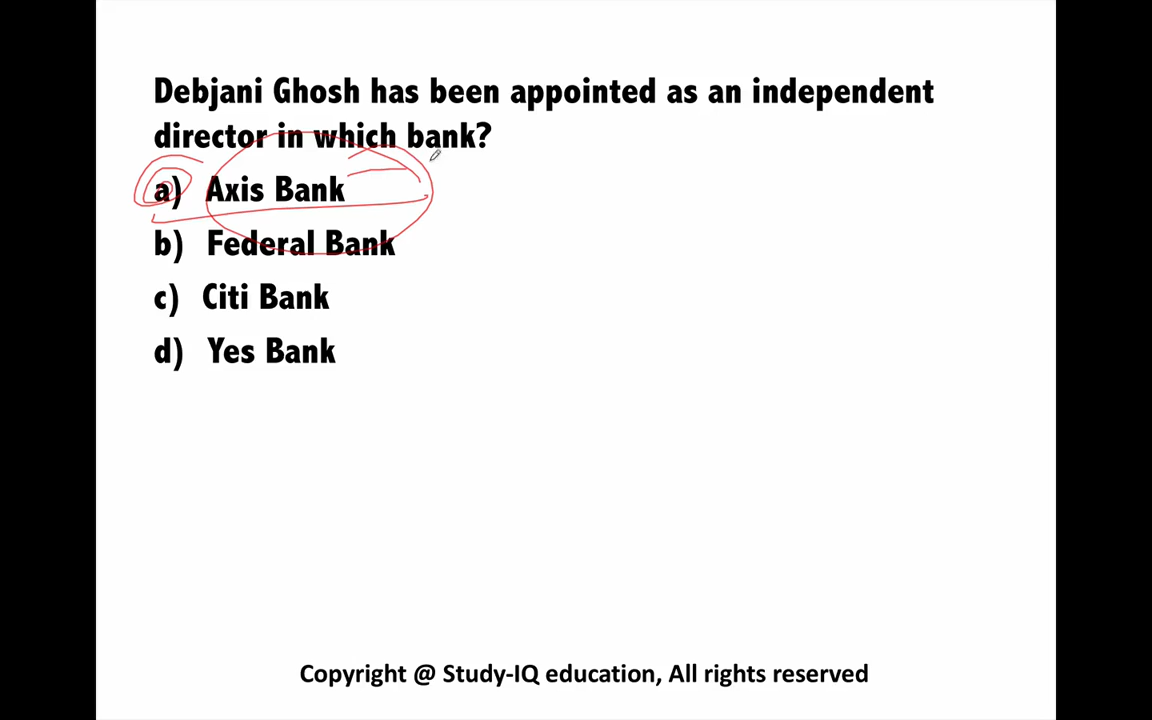 Debjani Ghosh has been appointed as an independent
director in which bank?
a) Axis Bank
b) Federal Bank
c) Citi Bank
d) Yes Bank
Copyright @ Study-IQ education, All rights reserved